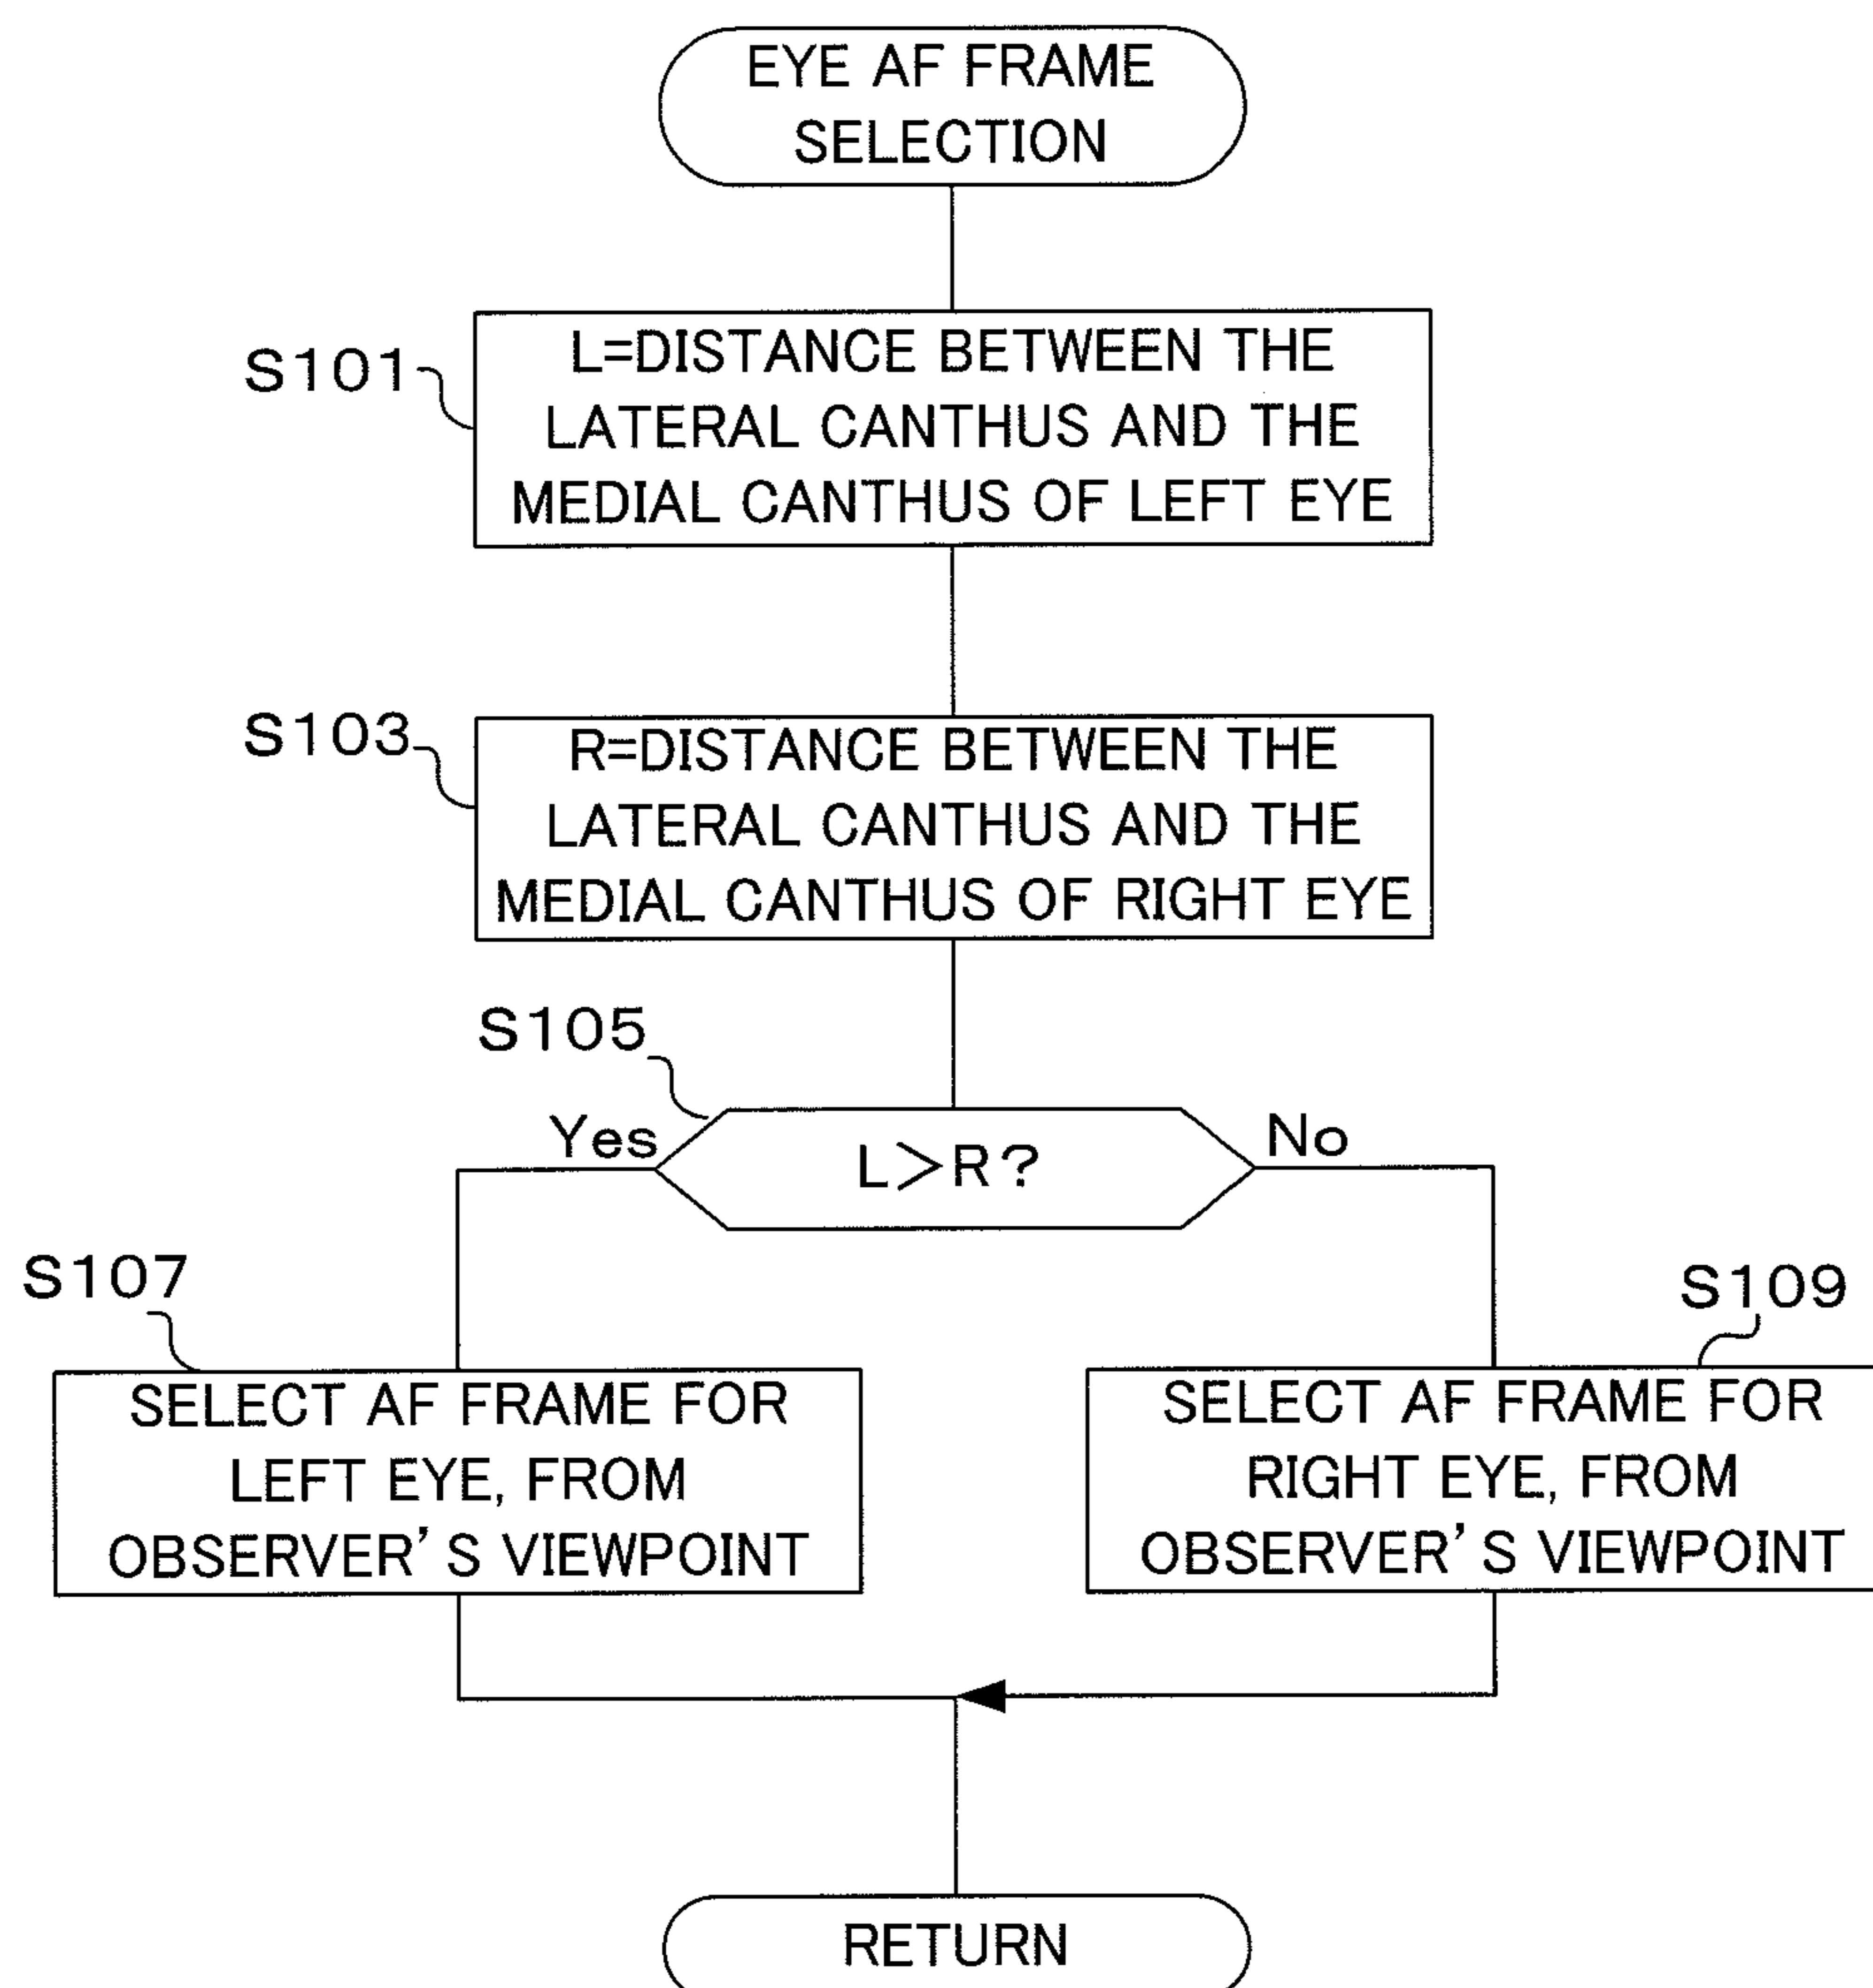 EYE AF FRAME
SELECTION
S101
L=DISTANCE BETWEEN THE
LATERAL CANTHUS AND THE
MEDIAL CANTHUS OF LEFT EYE
S103
R=DISTANCE BETWEEN THE
LATERAL CANTHUS AND THE
MEDIAL CANTHUS OF RIGHT EYE
S105
Yes
L>R?
No
S107
SELECT AF FRAME FOR
LEFT EYE, FROM
OBSERVER'S VIEWPOINT
S109
SELECT AF FRAME FOR
RIGHT EYE, FROM
OBSERVER'S VIEWPOINT
RETURN